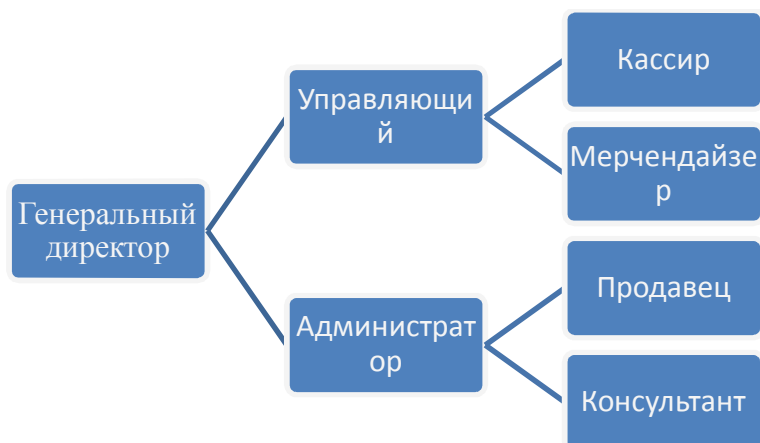 Генеральный
директор
Управляющи
й
Кассир
Мерчендайзе
р
Администрат
ор
Продавец
Консультант